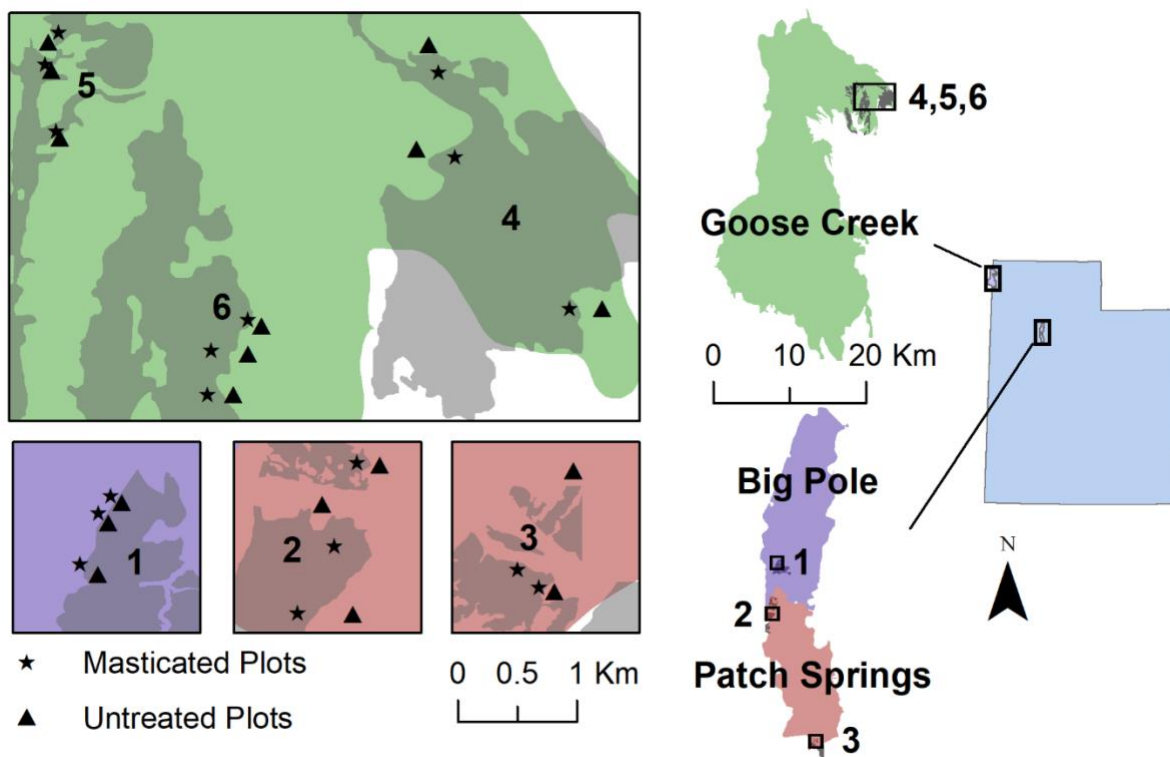 5
4
6
4,5,6
Goose Creek
0 10 20 Km
1
2
3
Masticated Plots
Untreated Plots
0 0.5 1 Km
Big Pole
1
2
Patch Springs
3
N